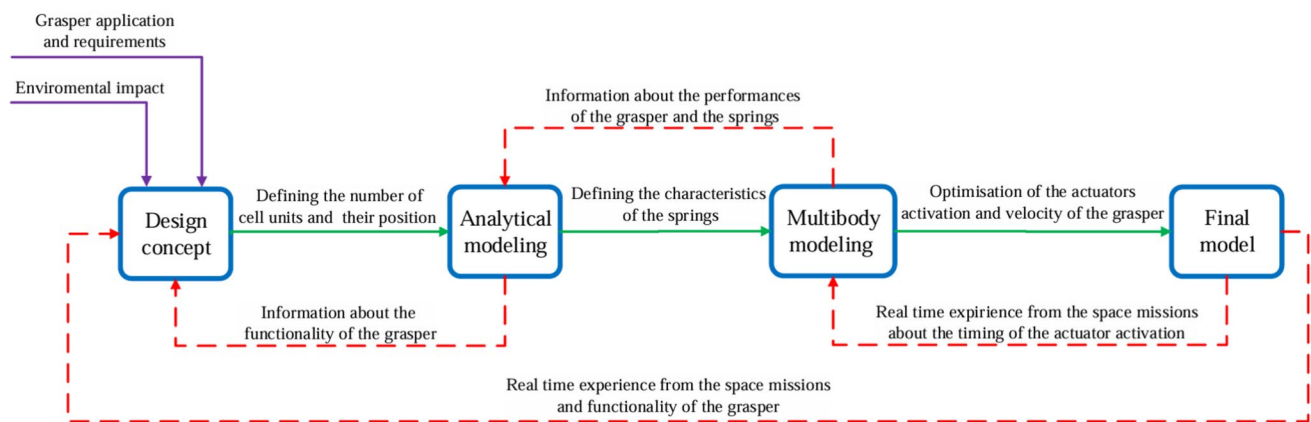 Grasper application
and requirements
Enviromental impact
Information about the performances
of the grasper and the springs
Design
concept
Defining the number of
cell units and their position
Analytical
modeling
Defining the characteristics
of the springs
Multibody
modeling
Optimisation of the actuators
activation and velocity of the grasper
Final
model
Information about the
functionality of the grasper
Real time expirience from the space missions
about the timing of the actuator activation
Real time experience from the space missions
and functionality of the grasper